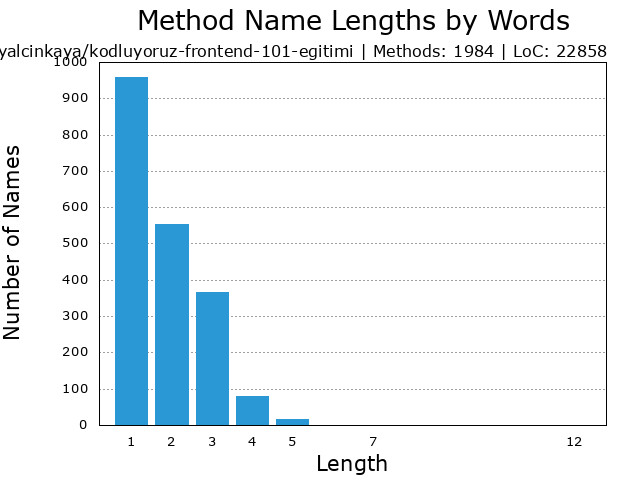 Method Name Lengths by Words
yalcinkaya/kodluyoruz-frontend-101-egitimi | Methods: 1984 | LoC: 22858
1000
900
800
700
600
500
400
300
200
100
0
Number of Names
1 2 3 4 5 7 12
Length